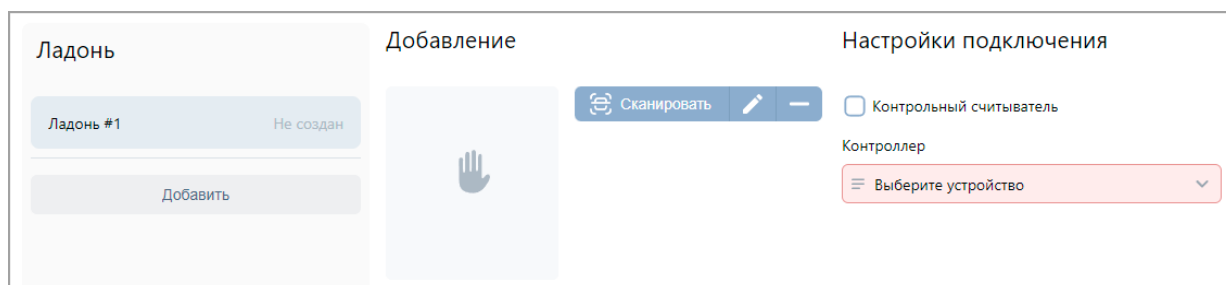 Ладонь
Ладонь #1
Не создан
Добавить
Добавление
Сканировать
Настройки подключения
Контрольный считыватель
Контроллер
Выберите устройство